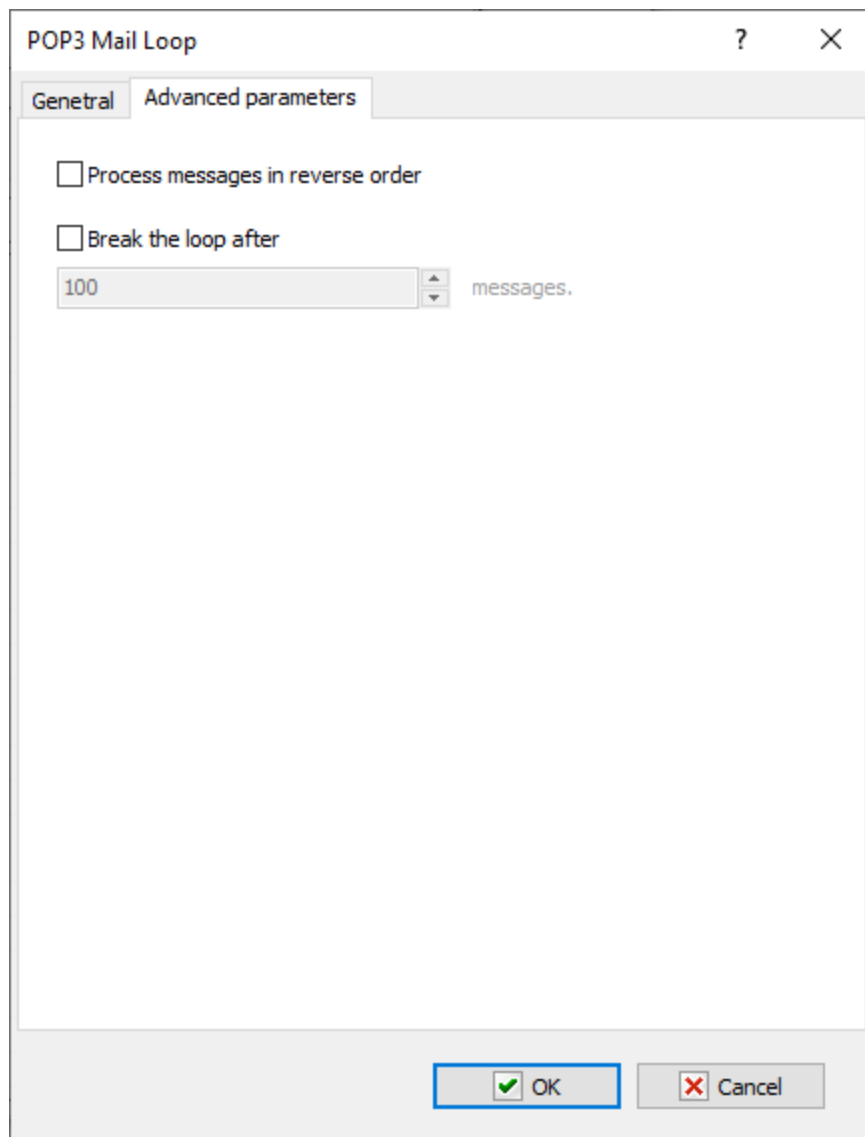 POP3 Mail Loop ?
Genetral Advanced parameters
Process messages in reverse order
Break the loop after
100 messages.
OK Cancel